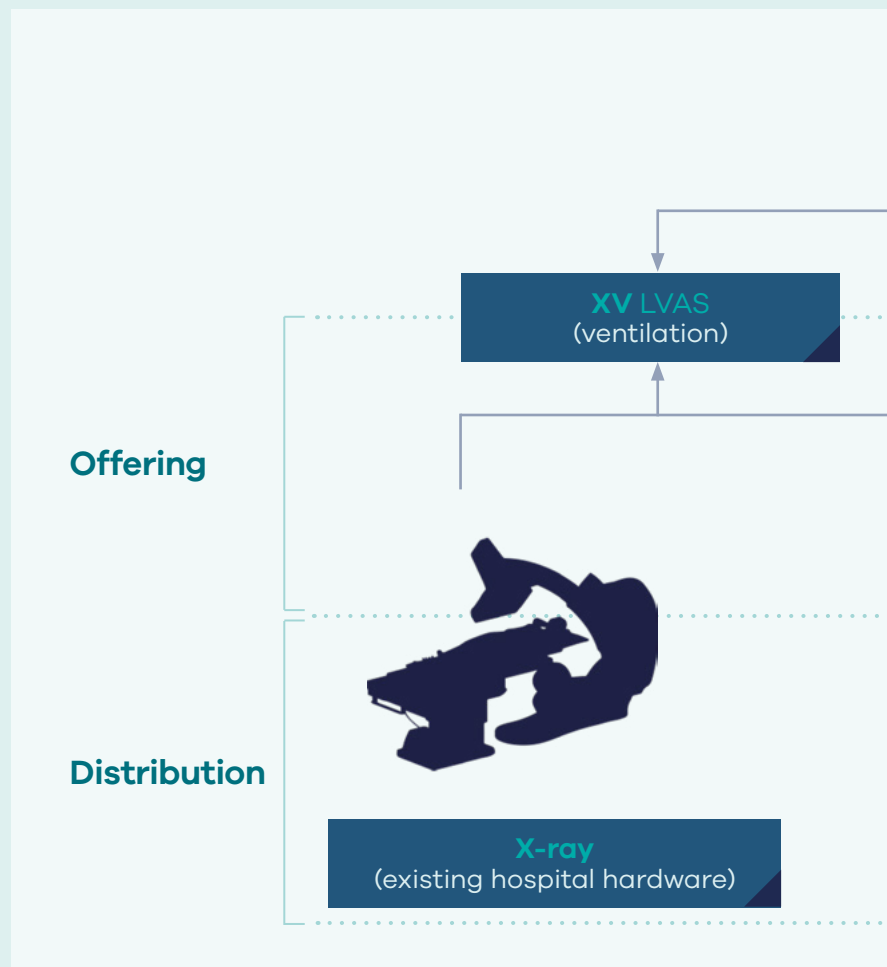 XV LVAS
(ventilation)
Offering
Distribution
X-ray
(existing hospital hardware)